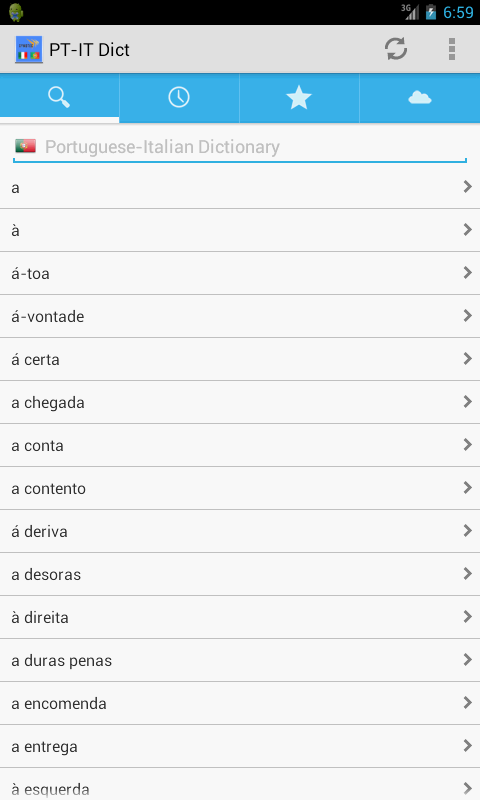 3G 6:59
PT-IT Dict
Portuguese-Italian Dictionary
a
à
á-toa
á-vontade
á certa
a chegada
a conta
a contento
á deriva
a desoras
à direita
a duras penas
a encomenda
a entrega
à esquerda